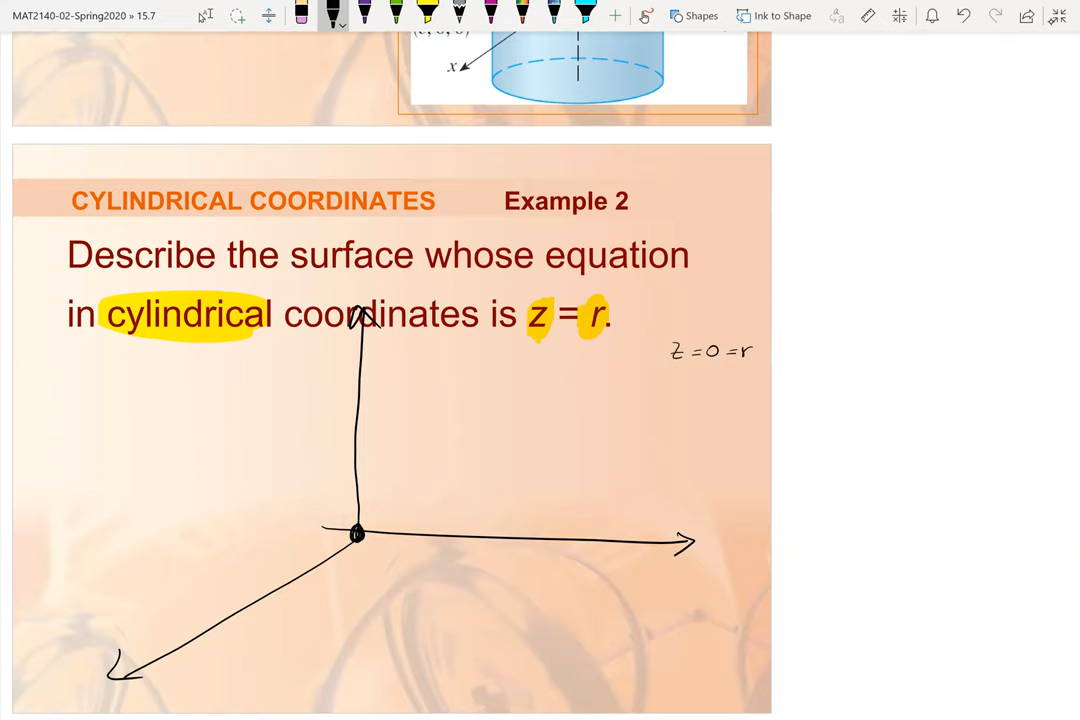 MAT2140-02-Spring2020 » 15.7
Shapes
Ink to Shape
x
CYLINDRICAL COORDINATES Example 2
Describe the surface whose equation
in cylindrical coordinates is z = r.
z = 0 = r